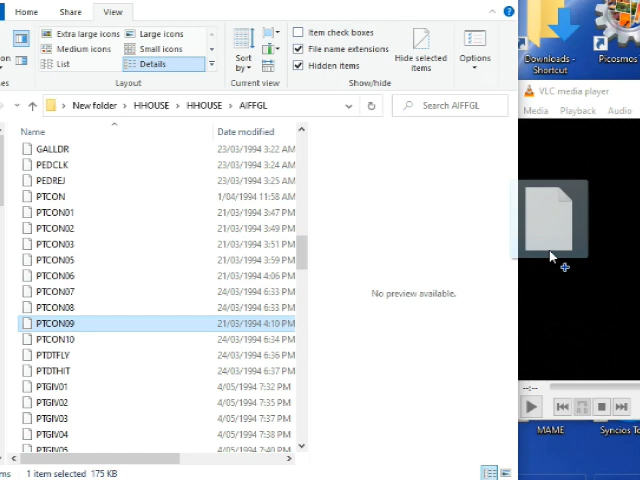 Home Share View
Extra large icons Large icons
Medium icons Small icons
List Details
Layout
Sort
by
Item check boxes
File name extensions
Hidden items
Hide selected
items
Show/hide
Options
New folder > HHOUSE > HHOUSE > AIFFGL
Search AIFFGL
Name Date modified
GALLDR 23/03/1994 3:22 AM
PEDCLK 23/03/1994 3:24 AM
PEDREJ 23/03/1994 3:25 AM
PTCON 1/04/1994 11:58 AM
PTCON01 21/03/1994 3:47 PM
PTCON02 21/03/1994 3:49 PM
PTCON03 21/03/1994 3:51 PM
PTCON05 21/03/1994 3:59 PM
PTCON06 21/03/1994 4:06 PM
PTCON07 24/03/1994 6:33 PM
PTCON08 24/03/1994 6:33 PM
PTCON09 21/03/1994 4:10 PM
PTCON10 24/03/1994 6:34 PM
PTDTFLY 24/03/1994 6:36 PM
PTDTHIT 24/03/1994 6:37 PM
PTGIV01 4/05/1994 7:32 PM
PTGIV02 4/05/1994 7:35 PM
PTGIV03 4/05/1994 7:37 PM
PTGIV04 4/05/1994 7:38 PM
PTGIV05 4/05/1994 7:40 PM
No preview available.
1 item selected 175 KB
Downloads -
Shortcut
Picosmos
VLC media player
Media Playback Audio
--:--
MAME Syncios To